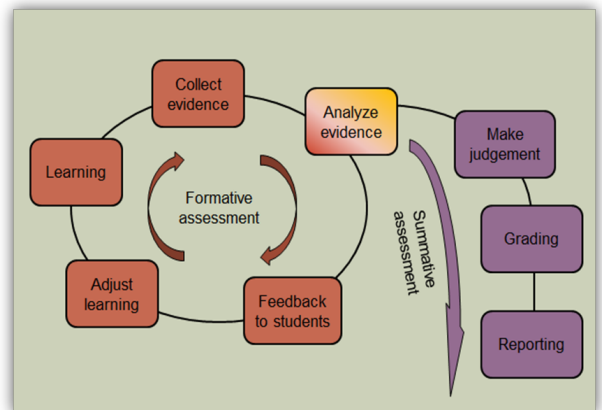 Collect
evidence
Analyze
evidence
Make
judgement
Learning
Formative
assessment
Summative
assessment
Grading
Adjust
learning
Feedback
to students
Reporting